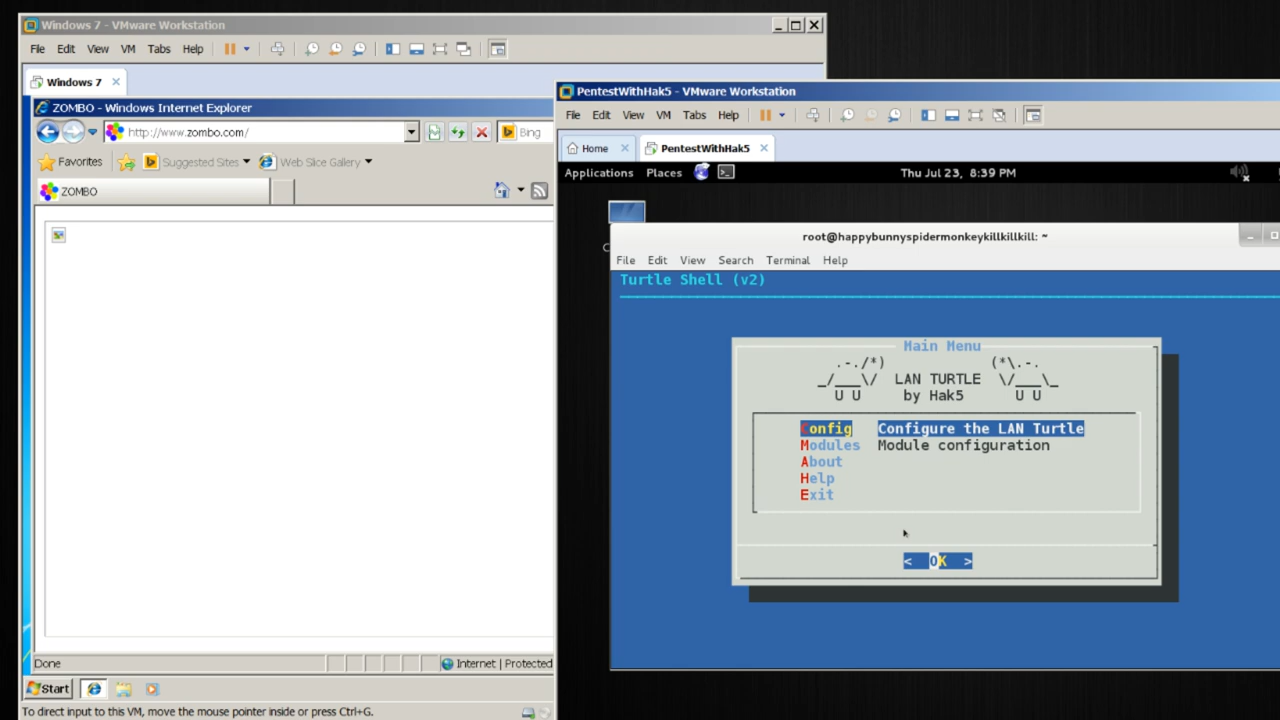 Windows 7 - VMware Workstation
File Edit View VM Tabs Help
Windows 7
ZOMBO - Windows Internet Explorer
http://www.zombo.com/
Bing
Favorites Suggested Sites Web Slice Gallery
ZOMBO
Done
Internet | Protected
Start
To direct input to this VM, move the mouse pointer inside or press Ctrl+G.
PentestWithHak5 - VMware Workstation
File Edit View VM Tabs Help
Home PentestWithHak5
Applications Places Thu Jul 23, 8:39 PM
C
root@happybunnyspidermonkeykillkillkill: ~
File Edit View Search Terminal Help
Turtle Shell (v2)
Main Menu
.-./*) (*\.-.
_/___\/ LAN TURTLE \/___\_
U U by Hak5 U U
Config Configure the LAN Turtle
Modules Module configuration
About
Help
Exit
< OK >